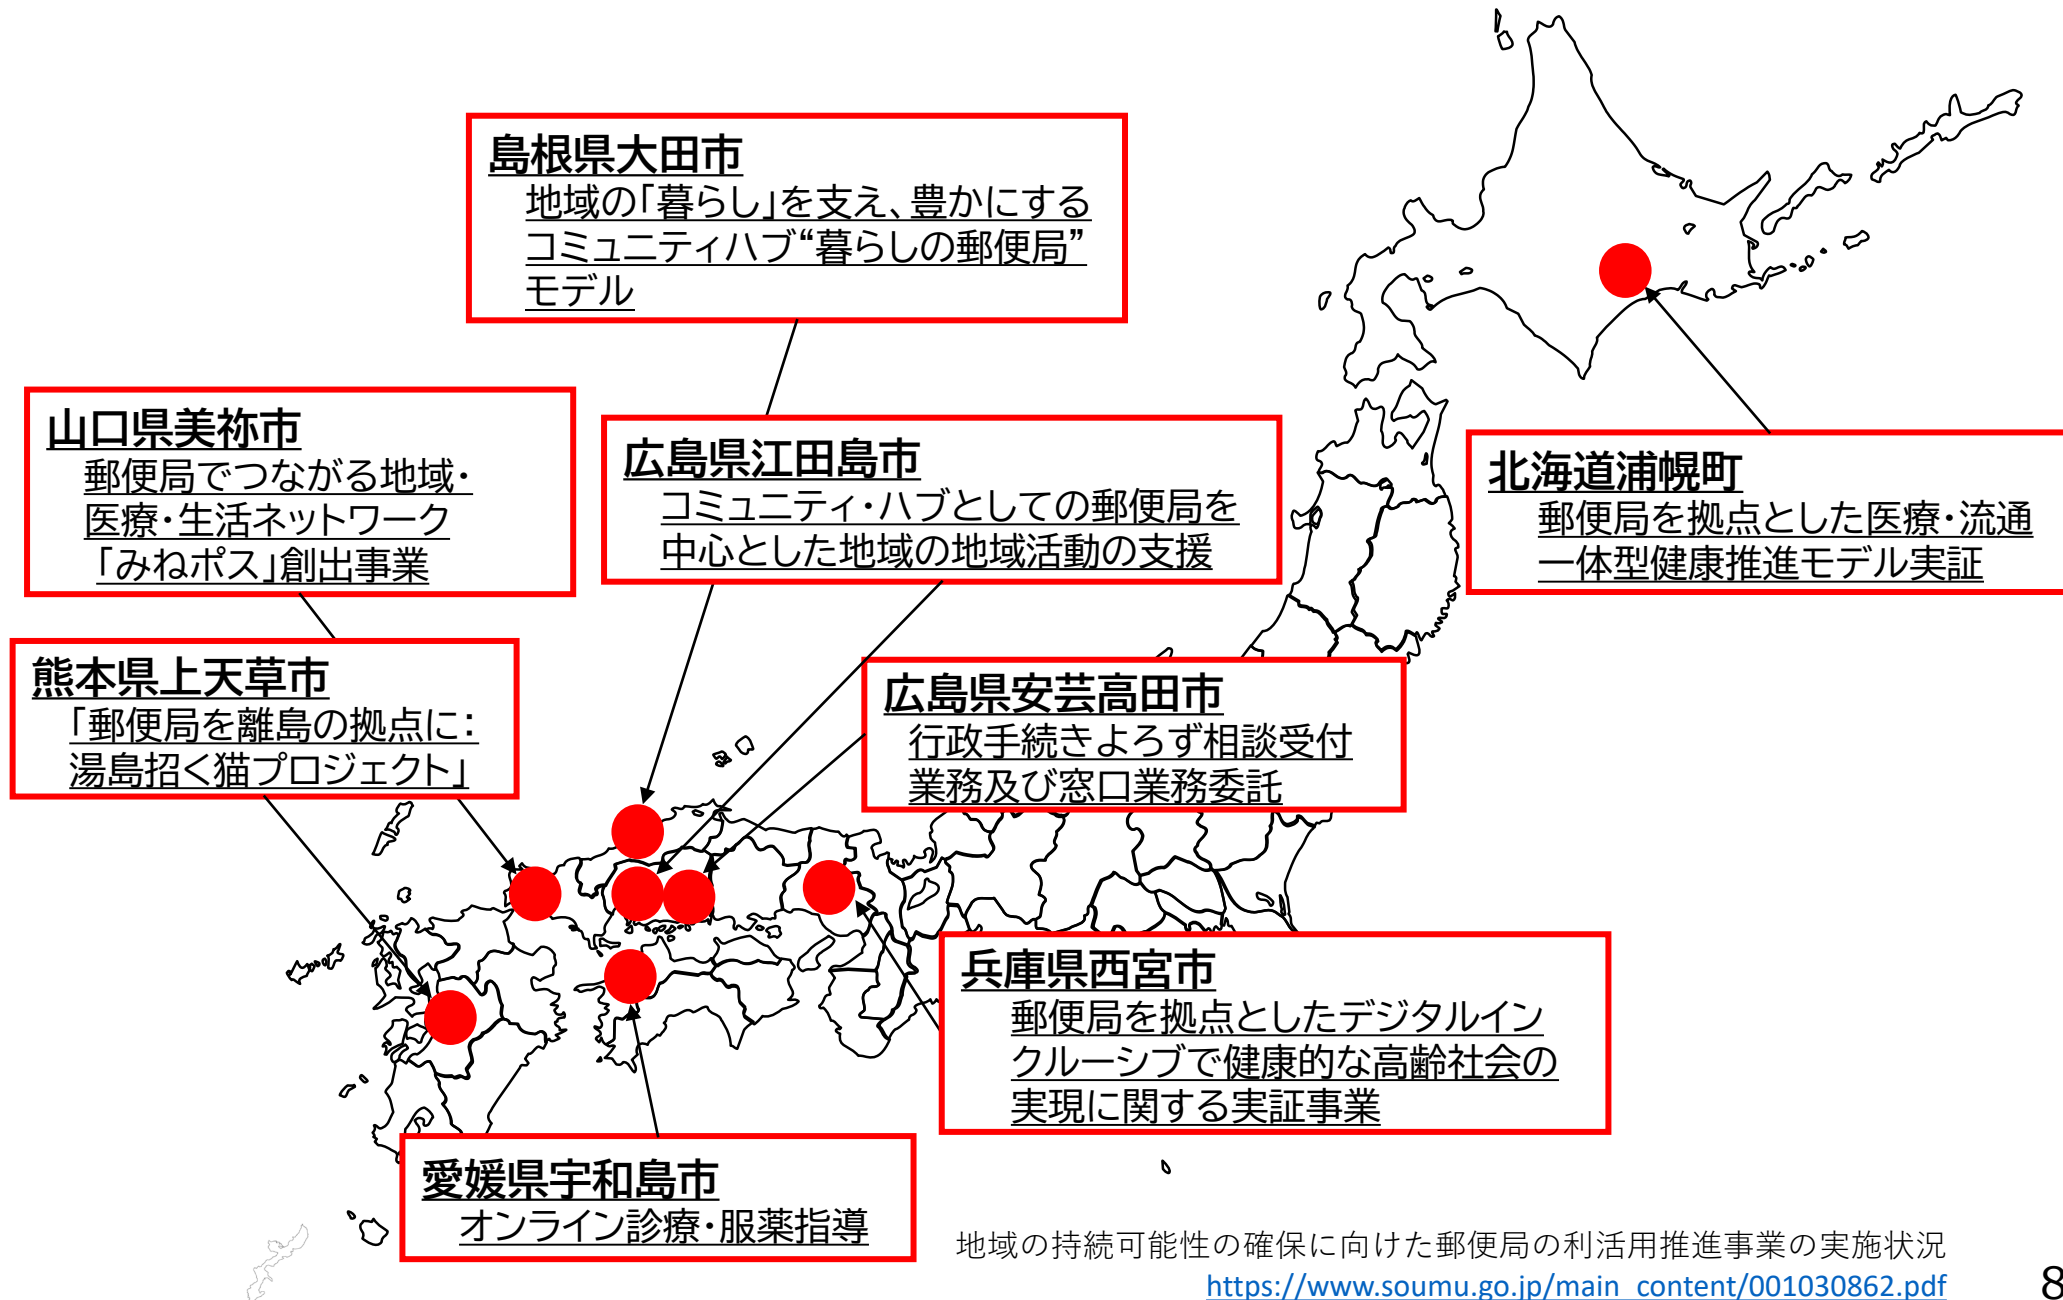 島根県大田市
地域の「暮らし」を支え、豊かにする
コミュニティハブ“暮らしの郵便局”
モデル
山口県美祢市
郵便局でつながる地域・
医療・生活ネットワーク
「みねポス」創出事業
広島県江田島市
コミュニティ・ハブとしての郵便局を
中心とした地域の地域活動の支援
北海道浦幌町
郵便局を拠点とした医療・流通
一体型健康推進モデル実証
熊本県上天草市
「郵便局を離島の拠点に：
湯島招く猫プロジェクト」
広島県安芸高田市
行政手続きよろず相談受付
業務及び窓口業務委託
兵庫県西宮市
郵便局を拠点としたデジタルイン
クルーシブで健康的な高齢社会の
実現に関する実証事業
愛媛県宇和島市
オンライン診療・服薬指導
地域の持続可能性の確保に向けた郵便局の利活用推進事業の実施状況
https://www.soumu.go.jp/main_content/001030862.pdf
8